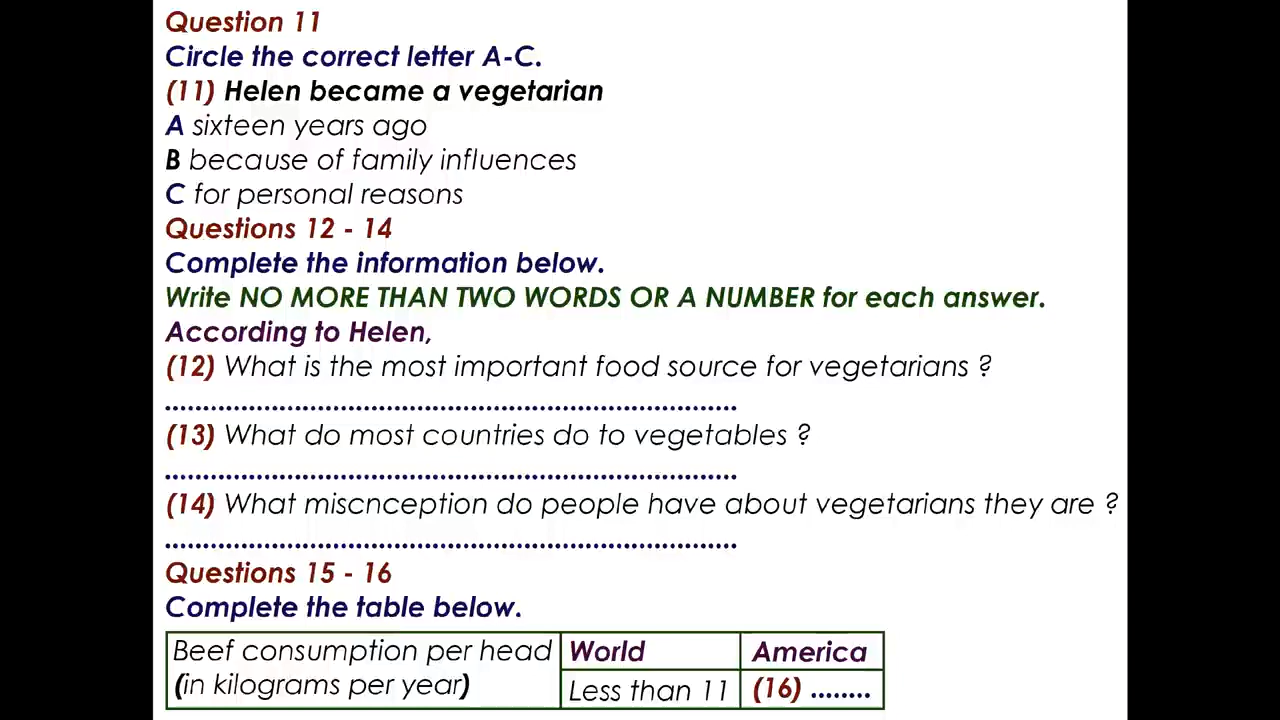 Question 11
Circle the correct letter A-C.
(11) Helen became a vegetarian
A sixteen years ago
B because of family influences
C for personal reasons
Questions 12 - 14
Complete the information below.
Write NO MORE THAN TWO WORDS OR A NUMBER for each answer.
According to Helen,
(12) What is the most important food source for vegetarians ?
...........................................................................
(13) What do most countries do to vegetables ?
...........................................................................
(14) What miscnception do people have about vegetarians they are ?
...........................................................................
Questions 15 - 16
Complete the table below.
Beef consumption per head
(in kilograms per year)
World
America
Less than 11
(16) ........